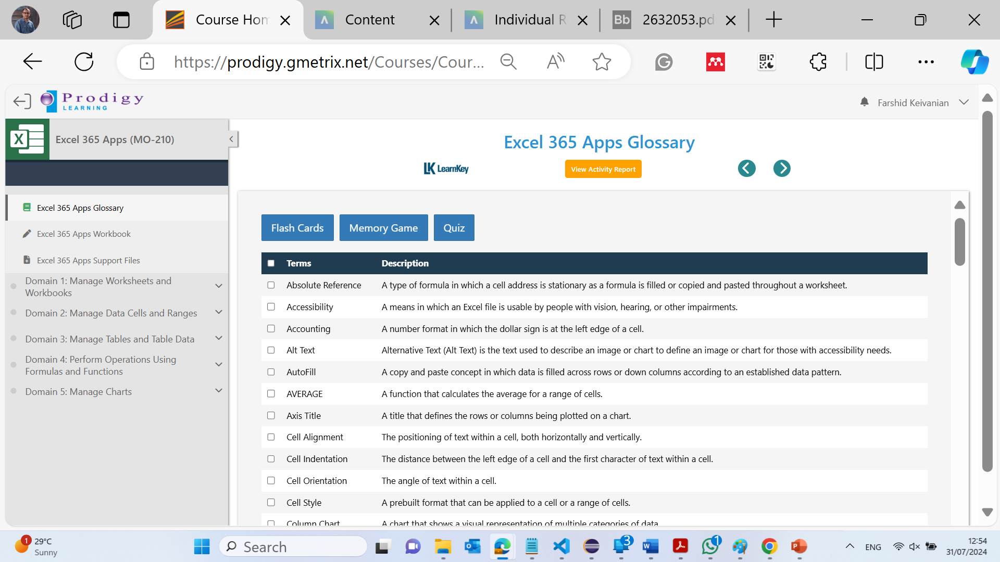 Course Hom
Content
Individual R
Bb
2632053.pd
https://prodigy.gmetrix.net/Courses/Cour...
Prodigy
LEARNING
Farshid Keivanian
X
Excel 365 Apps (MO-210)
Excel 365 Apps Glossary
LK LearnKey
View Activity Report
Excel 365 Apps Glossary
Excel 365 Apps Workbook
Excel 365 Apps Support Files
Domain 1: Manage Worksheets and
Workbooks
Domain 2: Manage Data Cells and Ranges
Domain 3: Manage Tables and Table Data
Domain 4: Perform Operations Using
Formulas and Functions
Domain 5: Manage Charts
Flash Cards
Memory Game
Quiz
Terms Description
Absolute Reference A type of formula in which a cell address is stationary as a formula is filled or copied and pasted throughout a worksheet.
Accessibility A means in which an Excel file is usable by people with vision, hearing, or other impairments.
Accounting A number format in which the dollar sign is at the left edge of a cell.
Alt Text Alternative Text (Alt Text) is the text used to describe an image or chart to define an image or chart for those with accessibility needs.
AutoFill A copy and paste concept in which data is filled across rows or down columns according to an established data pattern.
AVERAGE A function that calculates the average for a range of cells.
Axis Title A title that defines the rows or columns being plotted on a chart.
Cell Alignment The positioning of text within a cell, both horizontally and vertically.
Cell Indentation The distance between the left edge of a cell and the first character of text within a cell.
Cell Orientation The angle of text within a cell.
Cell Style A prebuilt format that can be applied to a cell or a range of cells.
Column Chart A chart that shows a visual representation of multiple categories of data
1
29°C
Sunny
Search
3
1
ENG
12:54
31/07/2024